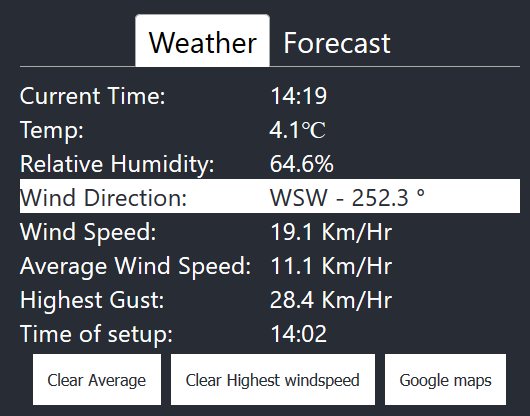 Weather Forecast
Current Time: 14:19
Temp: 4.1℃
Relative Humidity: 64.6%
Wind Direction: WSW - 252.3 °
Wind Speed: 19.1 Km/Hr
Average Wind Speed: 11.1 Km/Hr
Highest Gust: 28.4 Km/Hr
Time of setup: 14:02
Clear Average Clear Highest windspeed Google maps